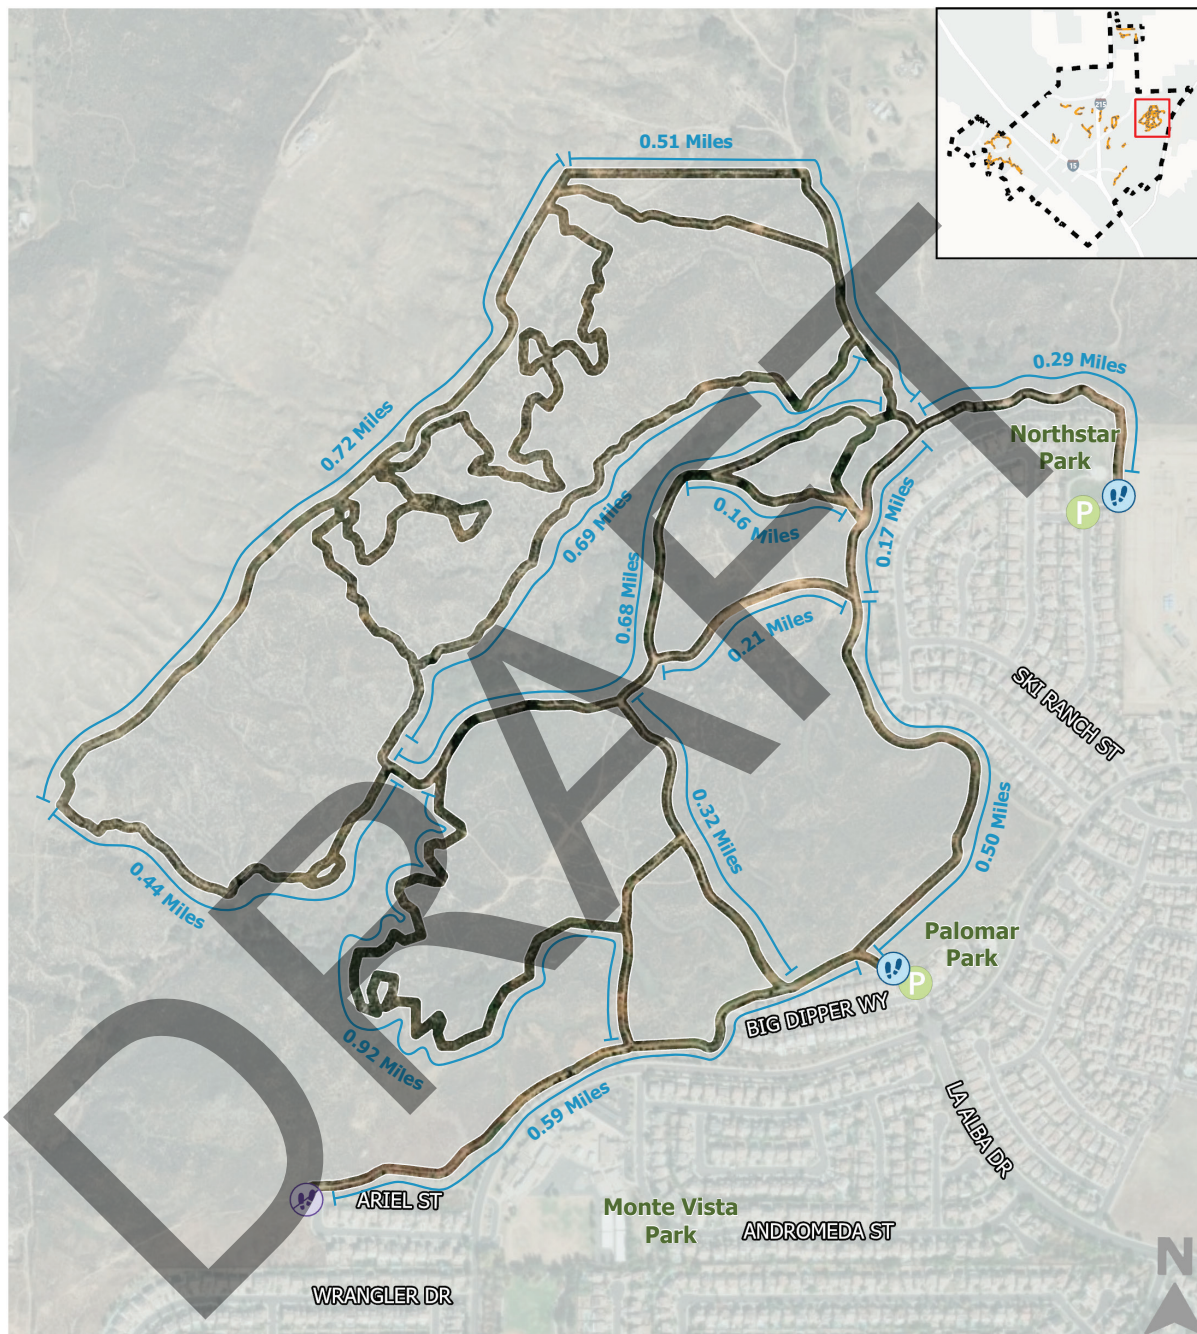 0.51 Miles
215
15
0.29 Miles
Northstar
Park
P
0.72 Miles
0.16 Miles
0.17 Miles
0.69 Miles
0.68 Miles
0.21 Miles
SKI RANCH ST
0.32 Miles
0.50 Miles
0.44 Miles
Palomar
Park
P
BIG DIPPER WY
0.92 Miles
0.59 Miles
LA ALBA DR
ARIEL ST
Monte Vista
Park
ANDROMEDA ST
WRANGLER DR
N
DRAFT